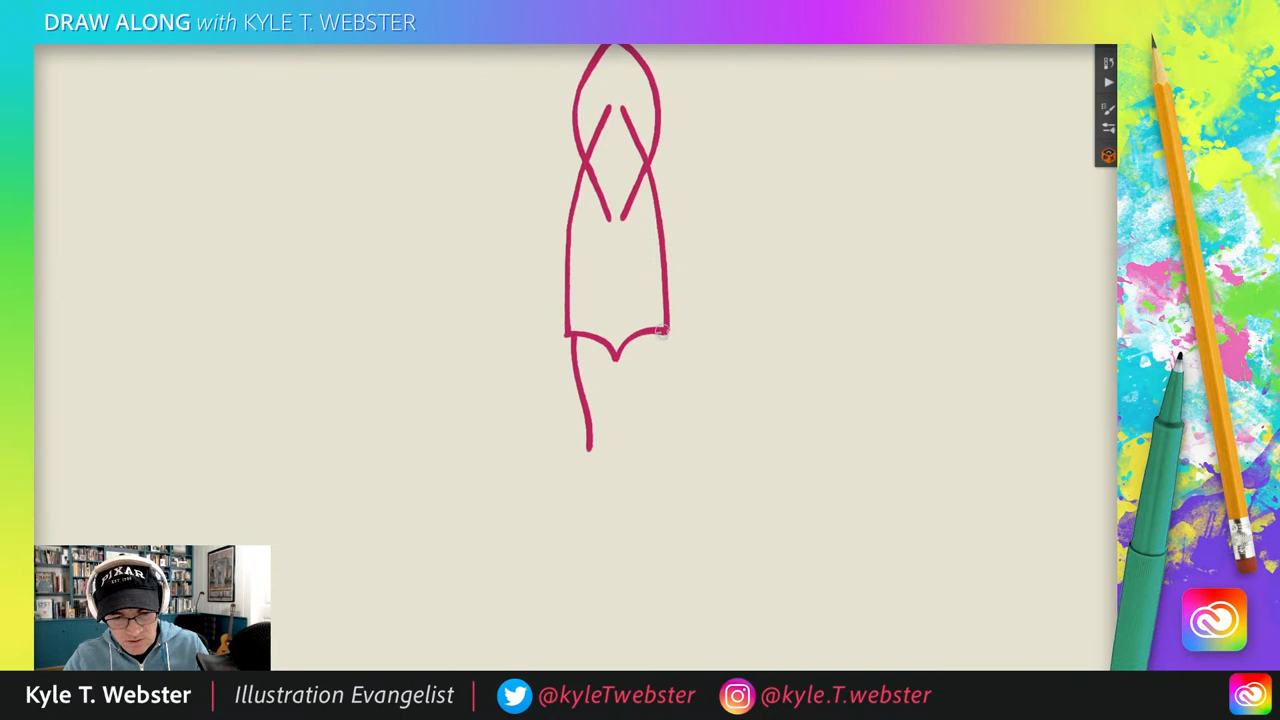 DRAW ALONG with KYLE T. WEBSTER
PIXAR
Kyle T. Webster | Illustration Evangelist | @kyleTwebster @kyle.T.webster